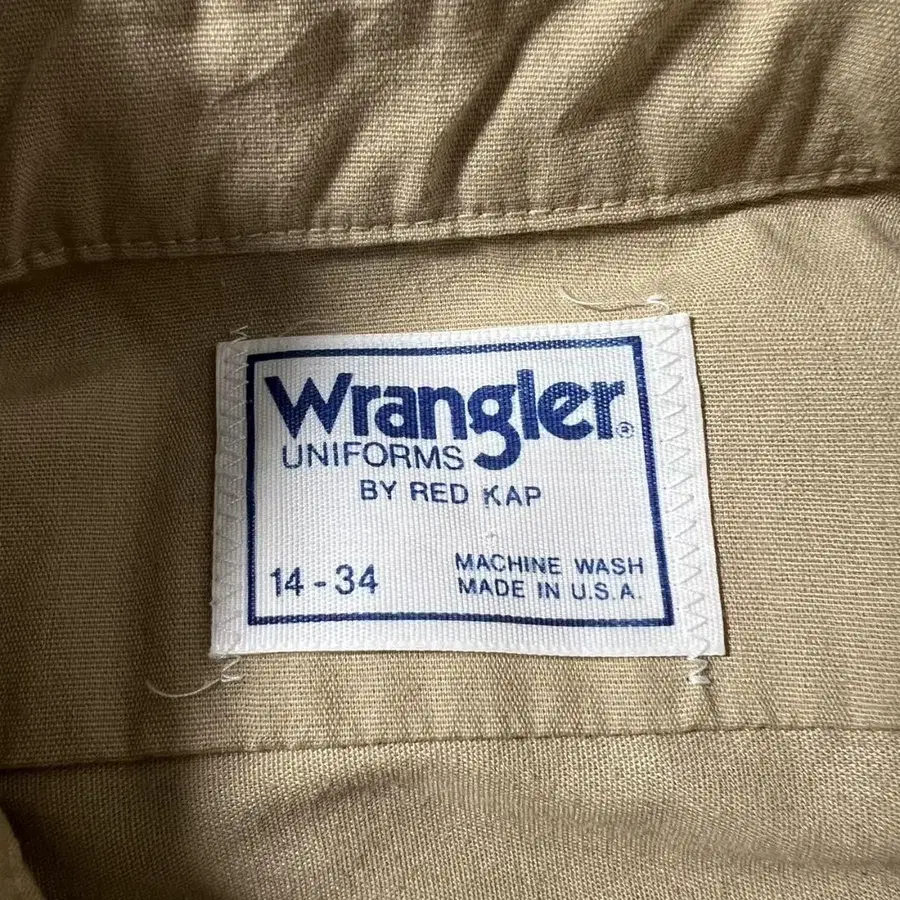 Wrangler®
UNIFORMS
BY RED KAP
14 - 34
MACHINE WASH
MADE IN U.S.A.